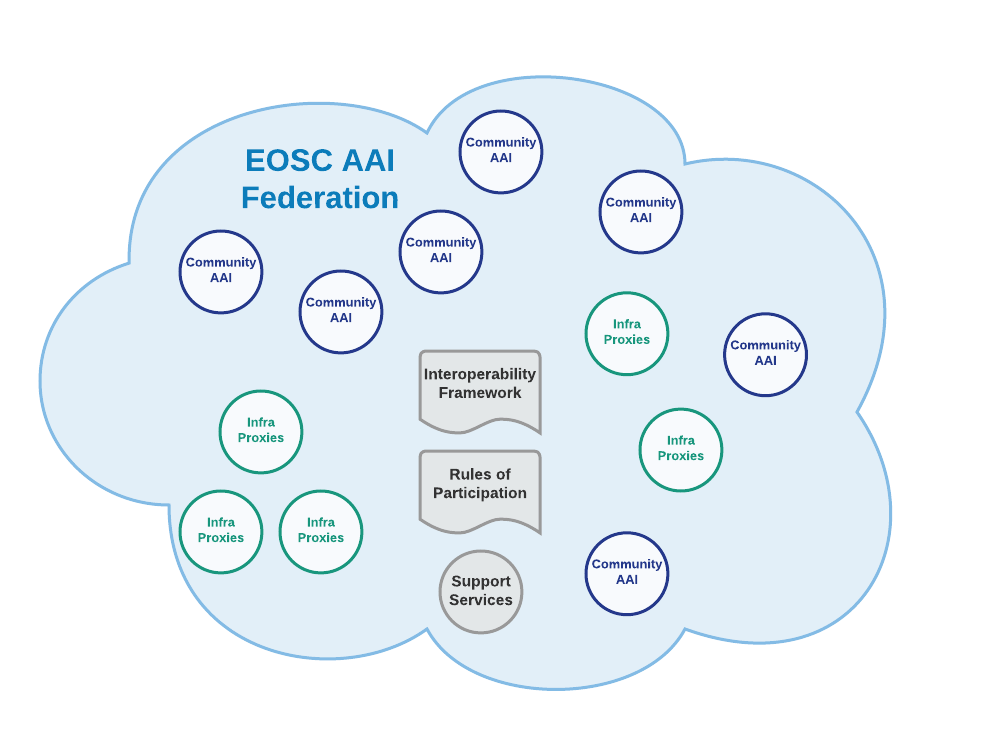 EOSC AAI
Federation
Community
AAI
Community
AAI
Community
AAI
Community
AAI
Community
AAI
Infra
Proxies
Community
AAI
Interoperability
Framework
Infra
Proxies
Infra
Proxies
Rules of
Participation
Infra
Proxies
Infra
Proxies
Support
Services
Community
AAI